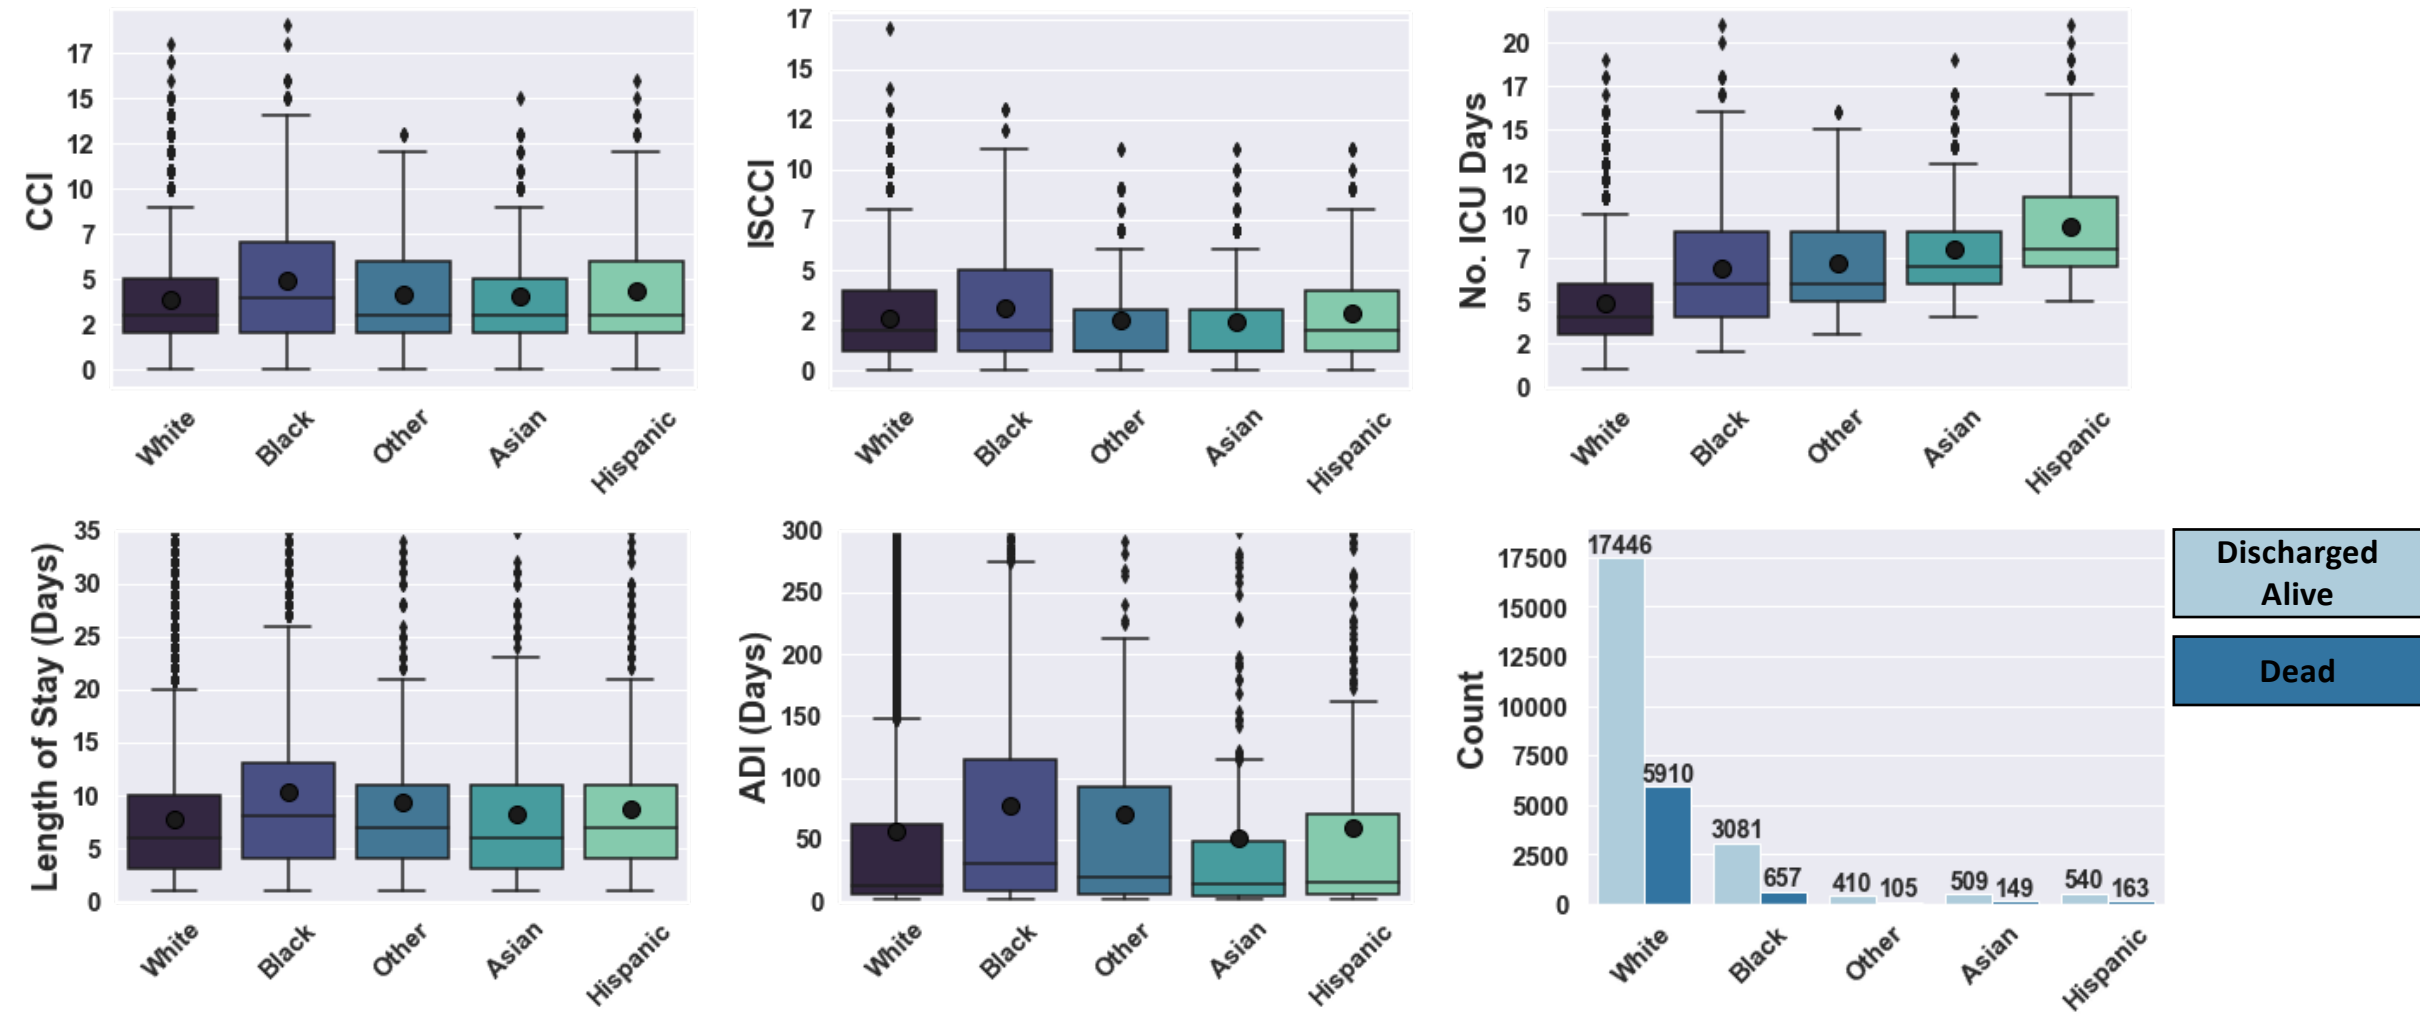 CCI
17
15
12
10
7
5
2
0
White
Black
Other
Asian
Hispanic
ISCCI
17
15
12
10
7
5
2
0
White
Black
Other
Asian
Hispanic
No. ICU Days
20
17
15
12
10
7
5
2
0
White
Black
Other
Asian
Hispanic
Length of Stay (Days)
35
30
25
20
15
10
5
0
White
Black
Other
Asian
Hispanic
ADI (Days)
300
250
200
150
100
50
0
White
Black
Other
Asian
Hispanic
Count
17500
15000
12500
10000
7500
5000
2500
0
17446
5910
3081
657
410 105
509 149
540 163
White
Black
Other
Asian
Hispanic
Discharged
Alive
Dead